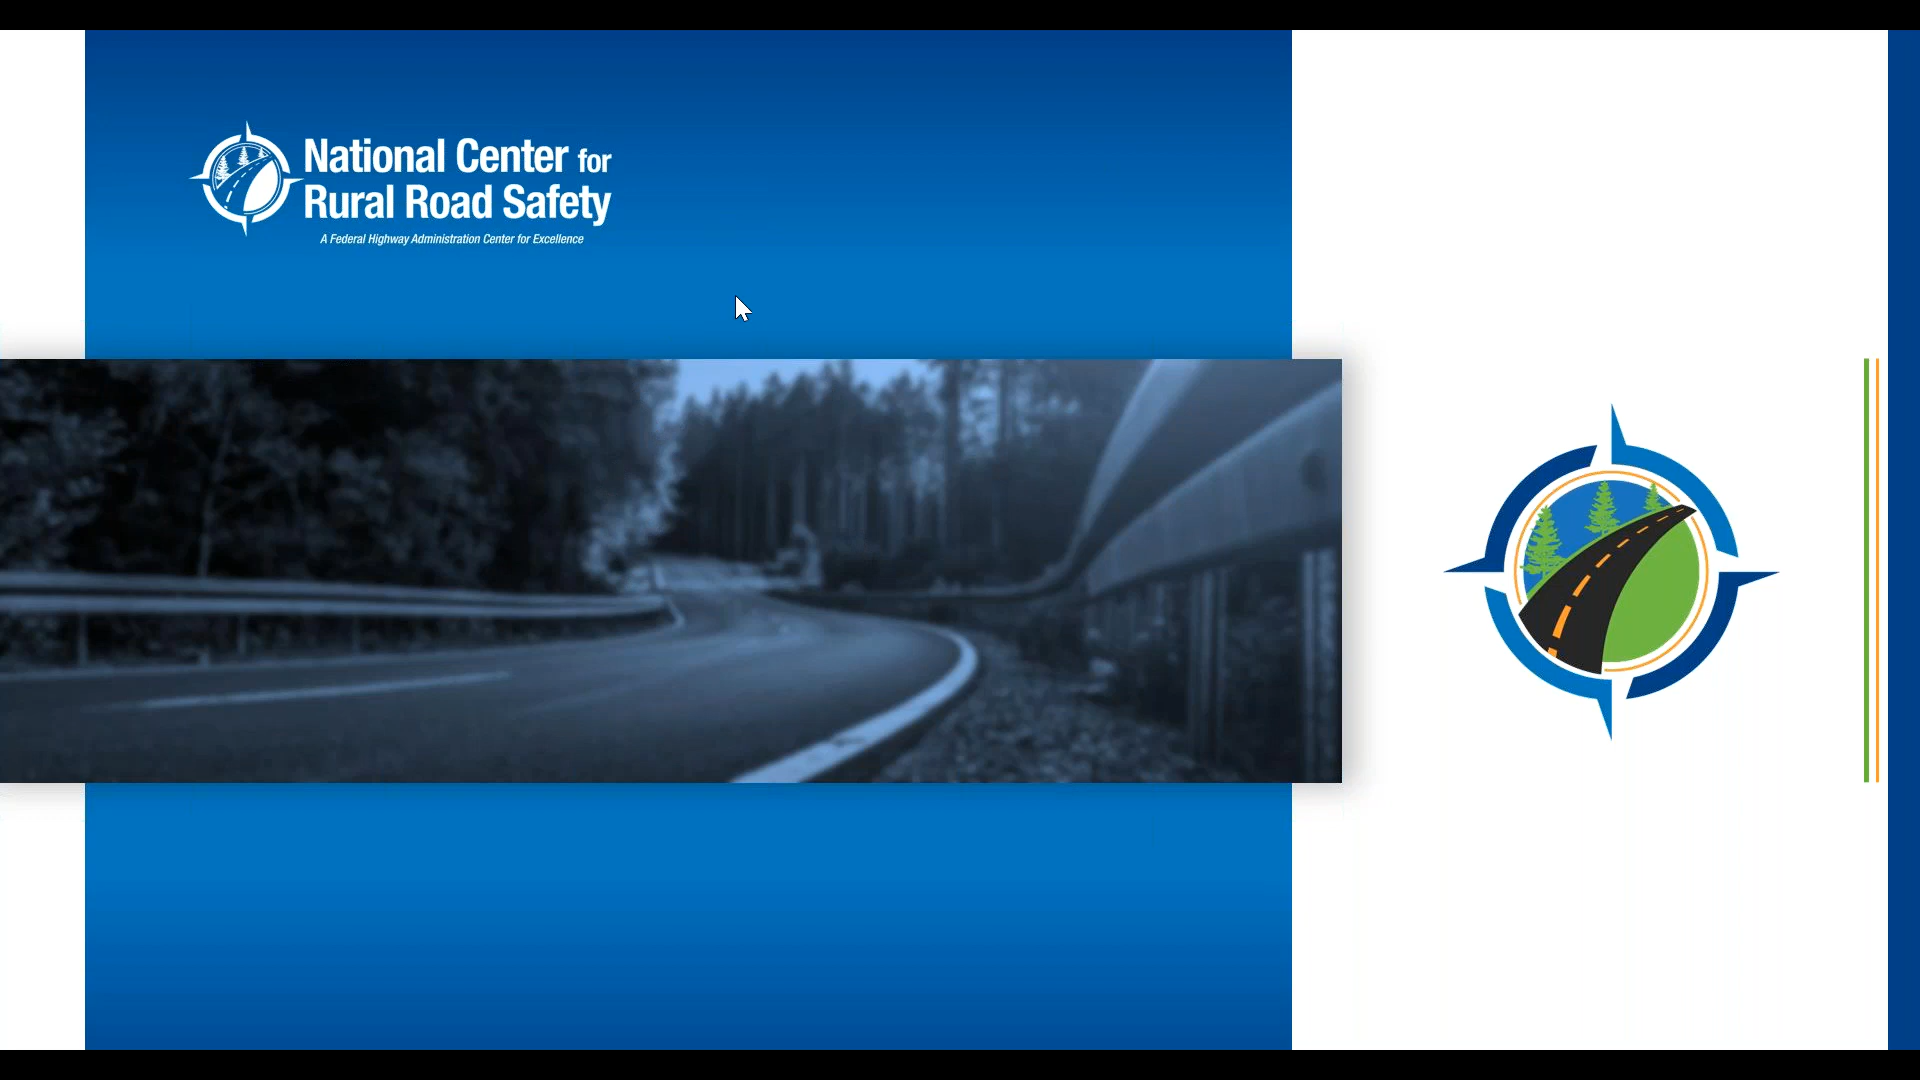 National Center for
Rural Road Safety
A Federal Highway Administration Center for Excellence